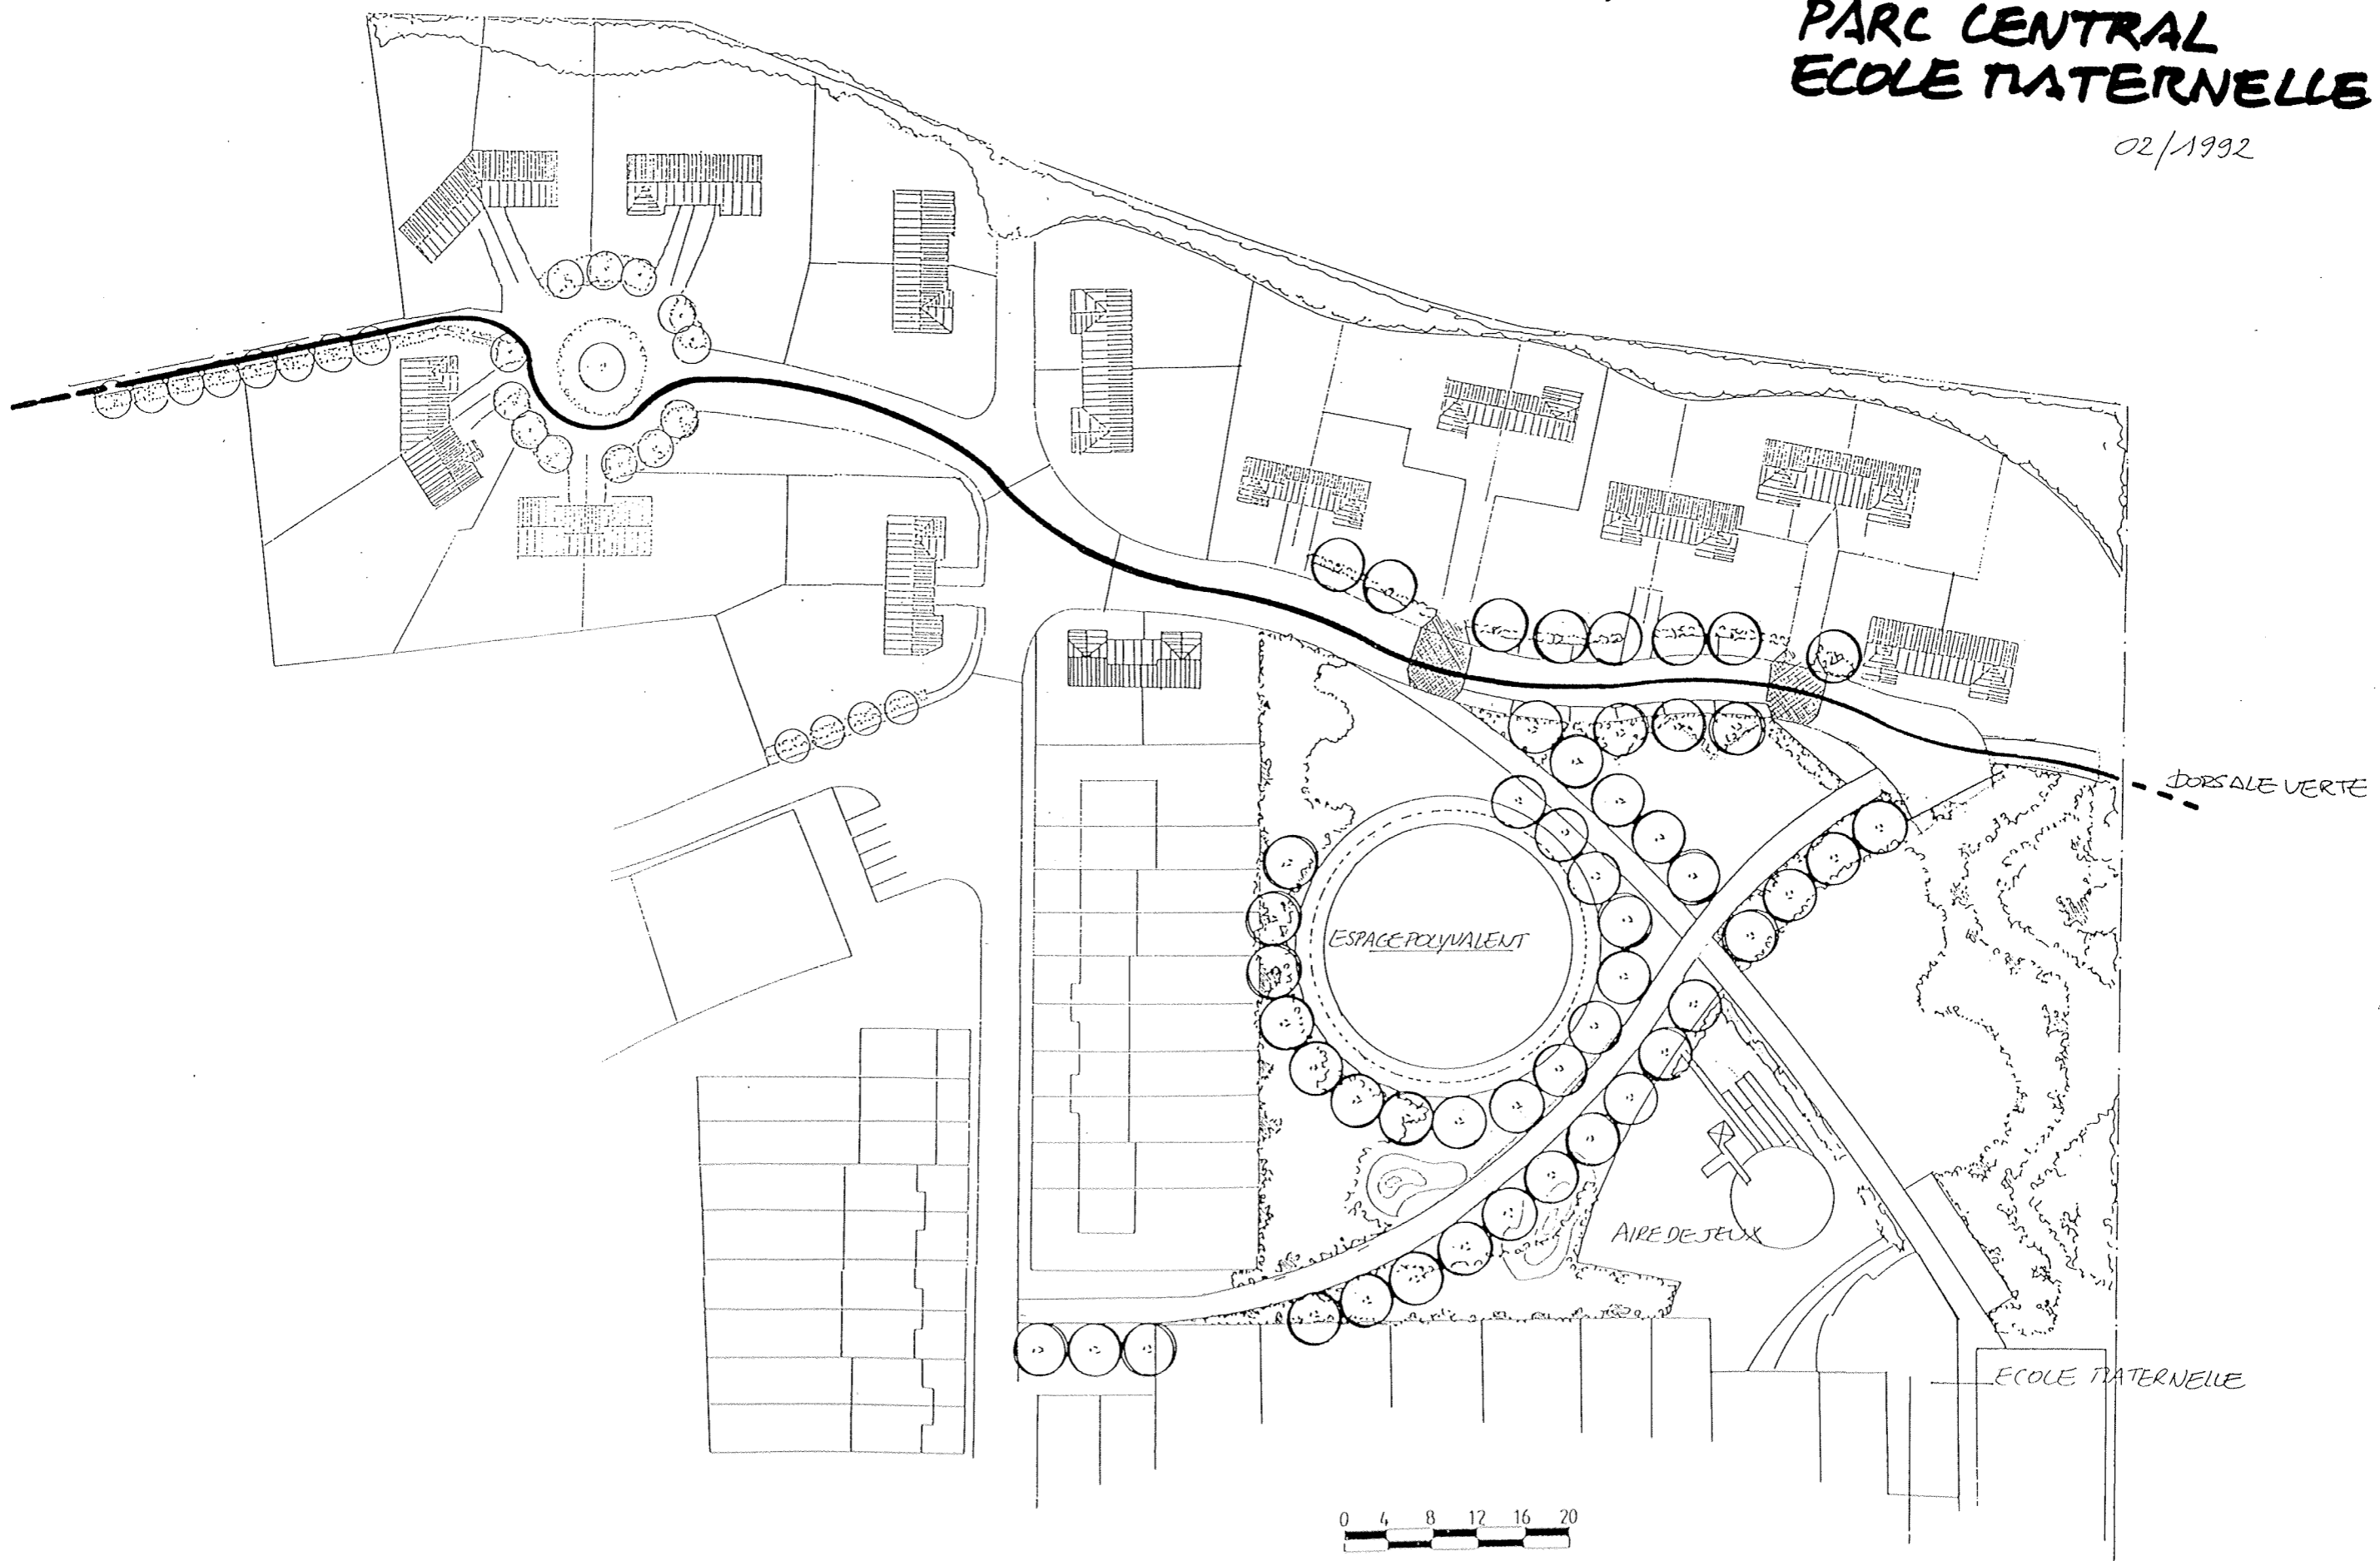 PARC CENTRAL
ECOLE MATERNELLE
02/1992
DORSALE VERTE
ESPACE POLYVALENT
AIRE DE JEUX
ECOLE MATERNELLE
0 4 8 12 16 20